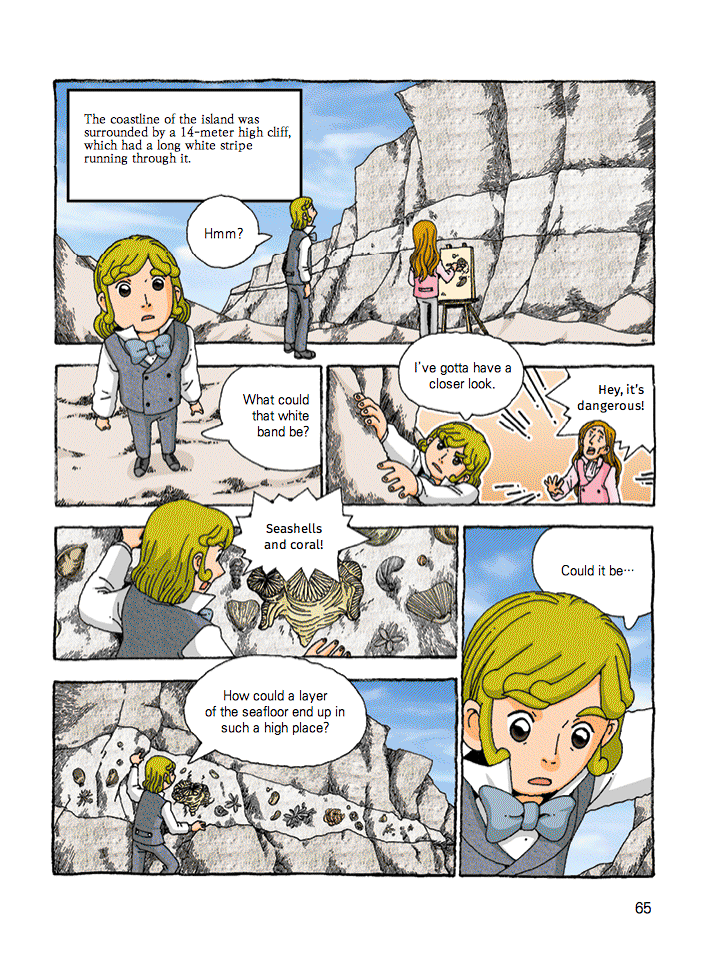 The coastline of the island was
surrounded by a 14-meter high cliff,
which had a long white stripe
running through it.
Hmm?
What could
that white
band be?
I've gotta have a
closer look.
Hey, it's
dangerous!
Seashells
and coral!
Could it be…
How could a layer
of the seafloor end up in
such a high place?
65